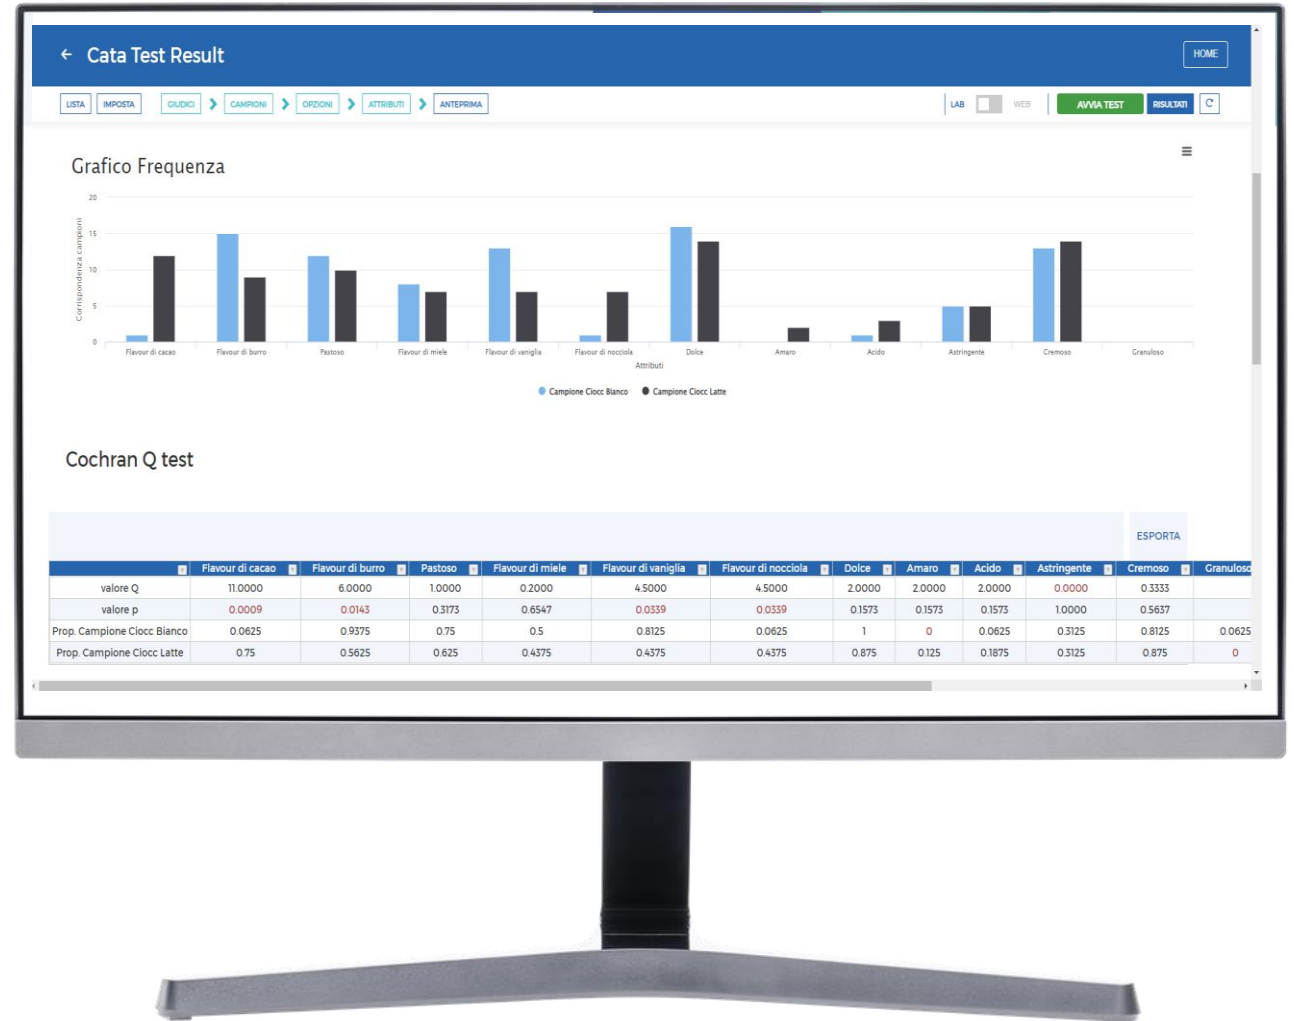 ← Cata Test Result
HOME
LISTA IMPOSTA GIUDICI CAMPIONI OPZIONI ATTRIBUTI ANTEPRIMA LAB WEB AVVIA TEST RISULTATI
Grafico Frequenza
20
15
10
5
0
Corrispondenza campioni
Flavour di cacao Flavour di burro Pastoso Flavour di miele Flavour di vaniglia Flavour di nocciola Dolce Amaro Acido Astringente Cremoso Granuloso
Attributi
Campione Ciocc Bianco Campione Ciocc Latte
Cochran Q test
ESPORTA
Flavour di cacao Flavour di burro Pastoso Flavour di miele Flavour di vaniglia Flavour di nocciola Dolce Amaro Acido Astringente Cremoso Granuloso
valore Q 11.0000 6.0000 1.0000 0.2000 4.5000 4.5000 2.0000 2.0000 2.0000 0.0000 0.3333
valore p 0.0009 0.0143 0.3173 0.6547 0.0339 0.0339 0.1573 0.1573 0.1573 1.0000 0.5637
Prop. Campione Ciocc Bianco 0.0625 0.9375 0.75 0.5 0.8125 0.0625 1 0 0.0625 0.3125 0.8125 0.0625
Prop. Campione Ciocc Latte 0.75 0.5625 0.625 0.4375 0.4375 0.4375 0.875 0.125 0.1875 0.3125 0.875 0